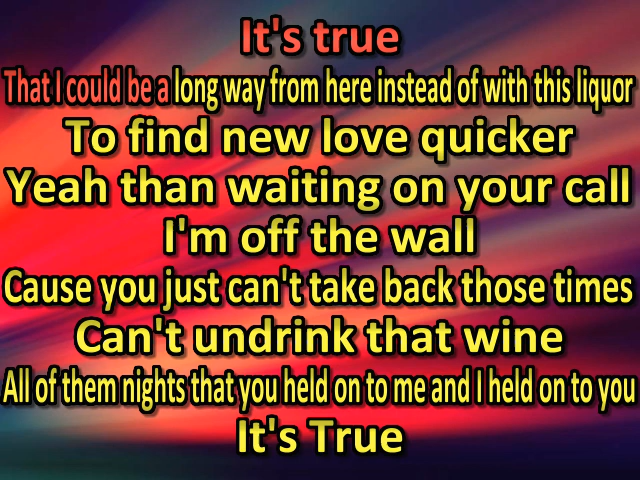 It's true
That I could be a long way from here instead of with this liquor
To find new love quicker
Yeah than waiting on your call
I'm off the wall
Cause you just can't take back those times
Can't undrink that wine
All of them nights that you held on to me and I held on to you
It's True